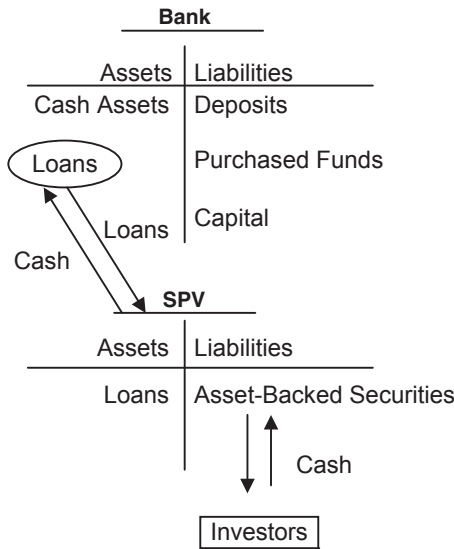 Bank
Assets Liabilities
Cash Assets Deposits
Loans Purchased Funds
Loans Capital
Cash
SPV
Assets Liabilities
Loans Asset-Backed Securities
Cash
Investors